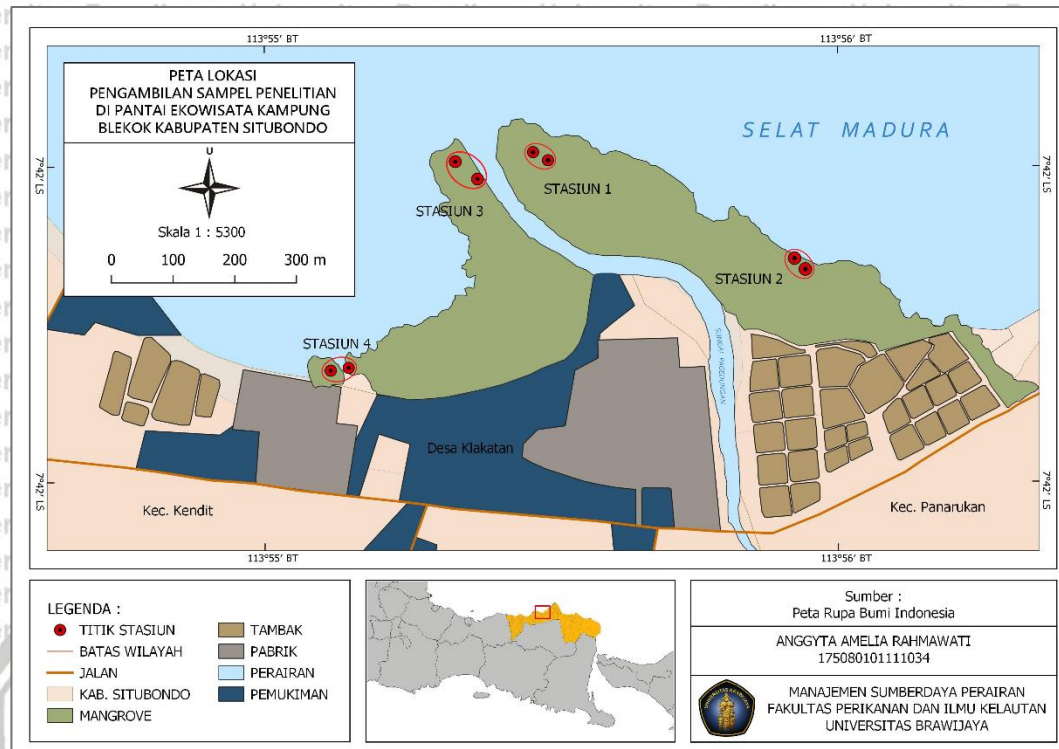 113°55' BT
113°56' BT
PETA LOKASI
PENGAMBILAN SAMPEL PENELITIAN
DI PANTAI EKOWISATA KAMPUNG
BLEKOK KABUPATEN SITUBONDO
U
Skala 1 : 5300
0 100 200 300 m
SELAT MADURA
7°42' LS
7°42' LS
STASIUN 1
STASIUN 3
STASIUN 2
STASIUN 4
SUNGAI PAGEDUNGAN
Desa Klakatan
7°42' LS
7°42' LS
Kec. Kendit
Kec. Panarukan
113°55' BT
113°56' BT
LEGENDA :
TITIK STASIUN
BATAS WILAYAH
JALAN
KAB. SITUBONDO
MANGROVE
TAMBAK
PABRIK
PERAIRAN
PEMUKIMAN
Sumber :
Peta Rupa Bumi Indonesia
ANGGYTA AMELIA RAHMAWATI
175080101111034
MANAJEMEN SUMBERDAYA PERAIRAN
FAKULTAS PERIKANAN DAN ILMU KELAUTAN
UNIVERSITAS BRAWIJAYA